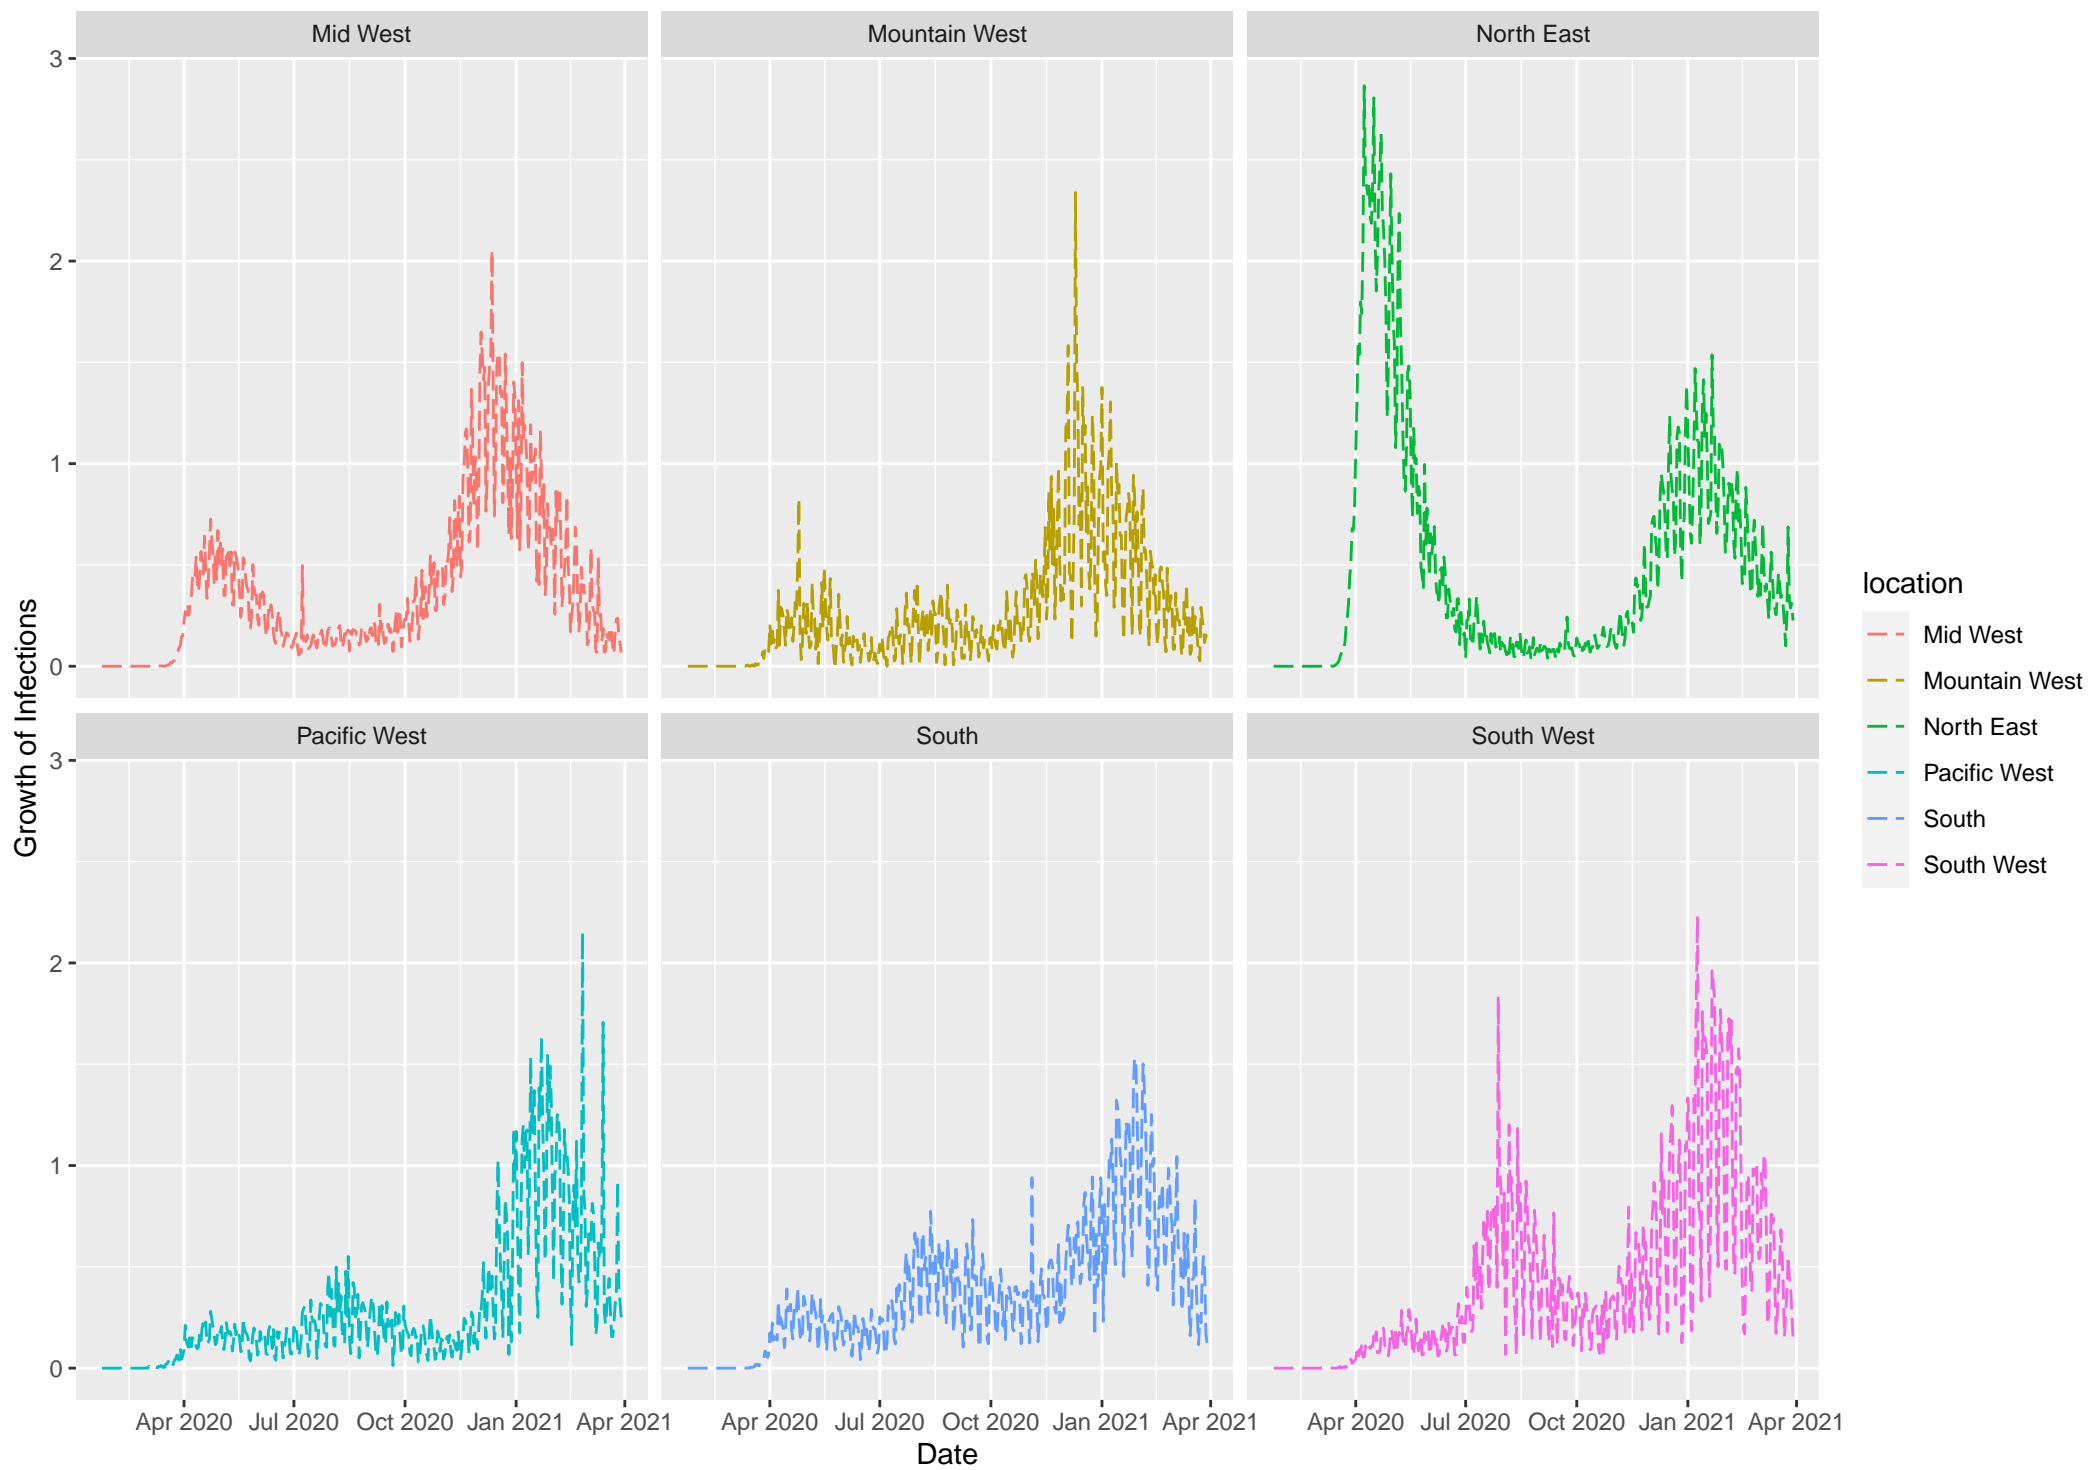 Mid West
Mountain West
North East
3
2
1
0
Pacific West
South
South West
3
2
1
0
Growth of Infections
Apr 2020 Jul 2020 Oct 2020 Jan 2021 Apr 2021
Apr 2020 Jul 2020 Oct 2020 Jan 2021 Apr 2021
Apr 2020 Jul 2020 Oct 2020 Jan 2021 Apr 2021
Date
location
Mid West
Mountain West
North East
Pacific West
South
South West